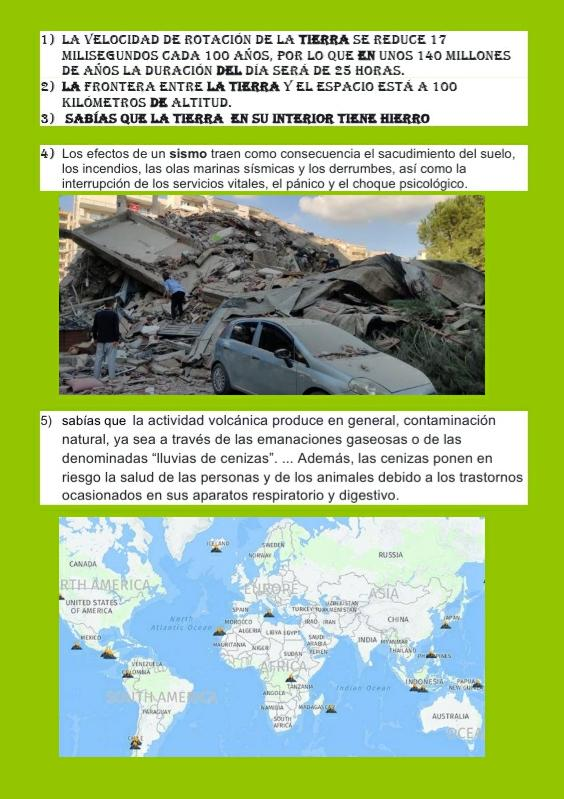 1) LA VELOCIDAD DE ROTACIÓN DE LA TIERRA SE REDUCE 17
MILISEGUNDOS CADA 100 AÑOS, POR LO QUE EN UNOS 140 MILLONES
DE AÑOS LA DURACIÓN DEL DÍA SERÁ DE 25 HORAS.
2) LA FRONTERA ENTRE LA TIERRA Y EL ESPACIO ESTÁ A 100
KILÓMETROS DE ALTITUD.
3) SABÍAS QUE LA TIERRA EN SU INTERIOR TIENE HIERRO
4) Los efectos de un sismo traen como consecuencia el sacudimiento del suelo,
los incendios, las olas marinas sísmicas y los derrumbes, así como la
interrupción de los servicios vitales, el pánico y el choque psicológico.
5) sabías que la actividad volcánica produce en general, contaminación
natural, ya sea a través de las emanaciones gaseosas o de las
denominadas “lluvias de cenizas”. ... Además, las cenizas ponen en
riesgo la salud de las personas y de los animales debido a los trastornos
ocasionados en sus aparatos respiratorio y digestivo.
ICELAND
SWEDEN
NORWAY
RUSSIA
CANADA
RTH AMERICA
EUROPE
ASIA
UNITED STATES
OF AMERICA
SPAIN
TURKEY
UZBEKISTAN
TURKMENISTAN
CHINA
JAPAN
North
Atlantic Ocean
MOROCCO
ALGERIA
LIBYA
EGYPT
IRAQ
IRAN
MEXICO
MAURITANIA
NIGER
SUDAN
SAUDI
ARABIA
YEMEN
INDIA
MYANMAR
THAILAND
PHILIPPINES
VENEZUELA
COLOMBIA
AFRICA
SOUTH AMERICA
TANZANIA
ANGOLA
Indian Ocean
INDONESIA
PAPUA
NEW GUINEA
PARAGUAY
NAMIBIA
MADAGASCAR
SOUTH
AFRICA
AUSTRALIA
OCEA
CHILE